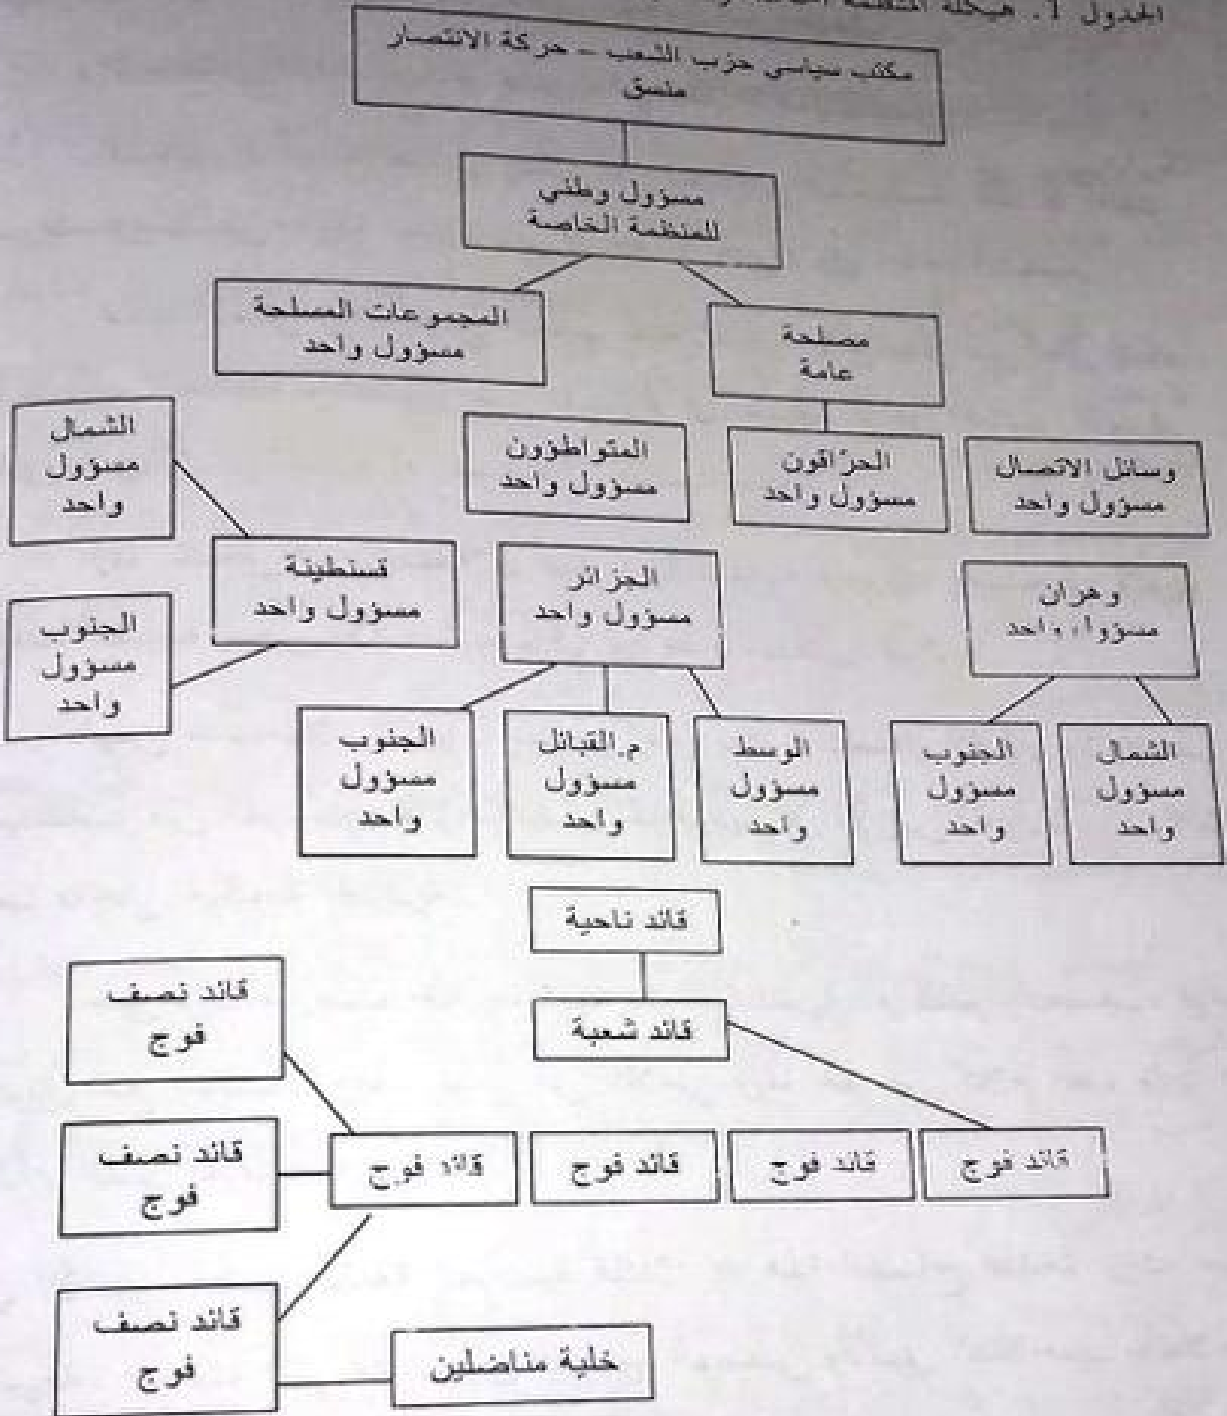 الجدول 1. هيكلة المنظمة
مكتب سياسي حزب الشعب – حركة الانتصار
منسق
مسؤول وطني
للمنظمة الخاصة
المجموعات المسلحة
مسؤول واحد
مصلحة
عامة
الشمال
مسؤول
واحد
المتواطؤون
مسؤول واحد
الحرّاقون
مسؤول واحد
وسائل الاتصال
مسؤول واحد
قسنطينة
مسؤول واحد
الجزائر
مسؤول واحد
وهران
مسؤول واحد
الجنوب
مسؤول
واحد
الجنوب
مسؤول
واحد
م.القبائل
مسؤول
واحد
الوسط
مسؤول
واحد
الجنوب
مسؤول
واحد
الشمال
مسؤول
واحد
قائد ناحية
قائد شعبة
قائد نصف
فوج
قائد نصف
فوج
قائد فوج
قائد فوج
قائد فوج
قائد فوج
قائد نصف
فوج
خلية مناضلين